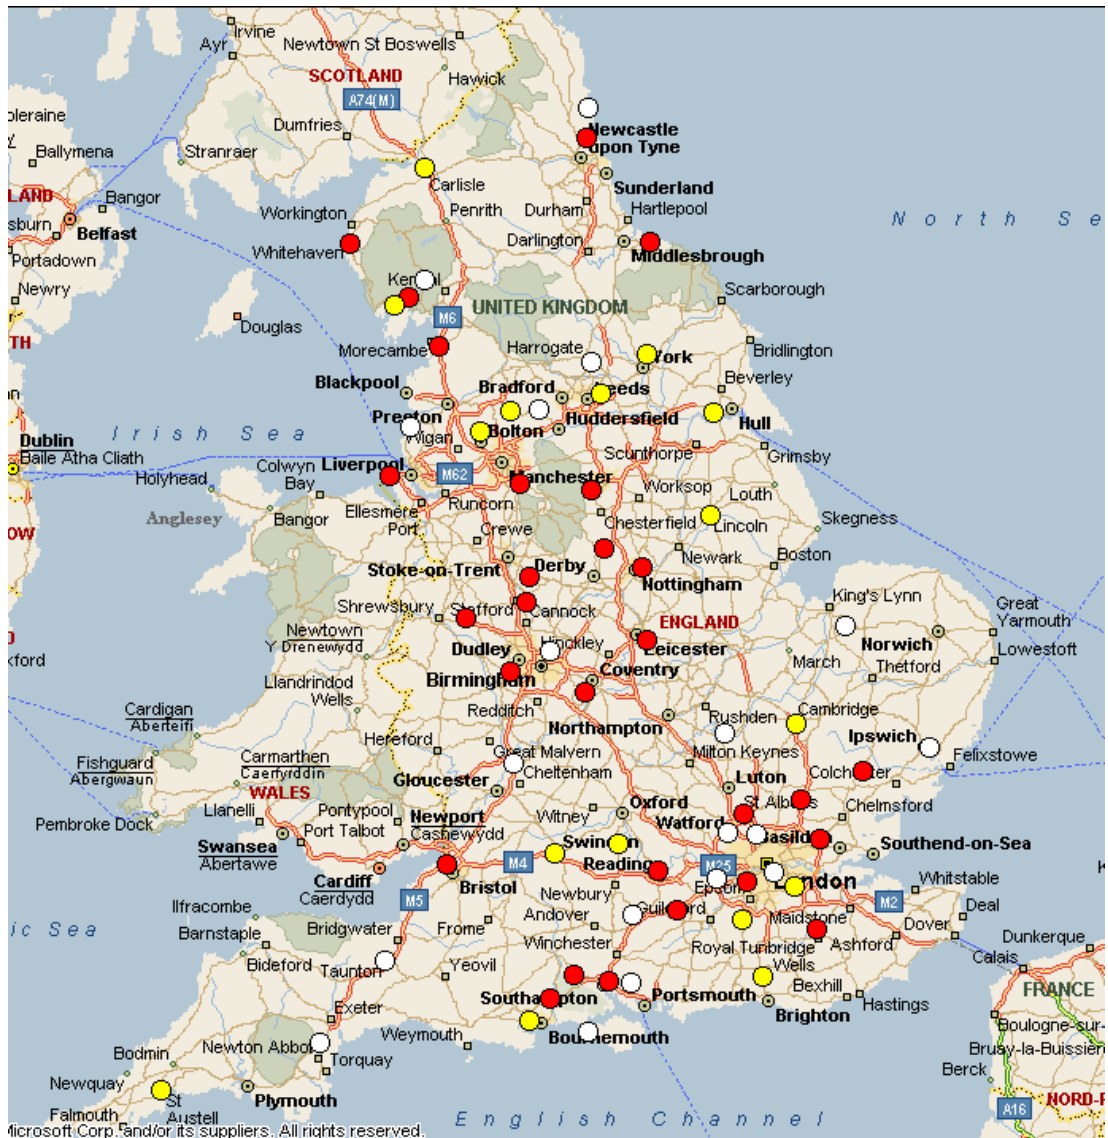 Irvine
Ayr
Newtown St Boswells
SCOTLAND
Hawick
A74(M)
oleraine
Dumfries
Newcastle
upon Tyne
Ballymena
Stranraer
Carlisle
Sunderland
LAND
Bangor
Workington
Penrith
Durham
Hartlepool
North Se
sburn
Belfast
Whitehaven
Darlington
Middlesbrough
Portadown
Newry
Kendal
Scarborough
UNITED KINGDOM
Douglas
M6
TH
Morecambe
Harrogate
York
Bridlington
Blackpool
Bradford
Leeds
Beverley
Preston
Huddersfield
Hull
Dublin
Baile Atha Cliath
Irish Sea
Wigan
Bolton
Scunthorpe
Grimsby
Holyhead
Colwyn
Bay
Liverpool
M62
Manchester
Worksop
Louth
Anglesey
Bangor
Ellesmere
Port
Runcorn
Chesterfield
Lincoln
Skegness
OW
Crewe
Stoke-on-Trent
Derby
Newark
Boston
Nottingham
Shrewsbury
Stafford
Cannock
King's Lynn
Great
Yarmouth
Newtown
Y Drenewydd
Hinckley
ENGLAND
Norwich
D
xford
Dudley
Leicester
March
Lowestoft
Thetford
Llandrindod
Wells
Birmingham
Coventry
Redditch
Cardigan
Aberteifi
Northampton
Rushden
Cambridge
Ipswich
Fishguard
Abergwaun
Carmarthen
Caerfyrddin
Hereford
Great Malvern
Milton Keynes
Felixstowe
Gloucester
Cheltenham
Luton
Colchester
WALES
Llanelli
Pontypool
Witney
Oxford
St Albans
Chelmsford
Pembroke Dock
Port Talbot
Newport
Cashewydd
Watford
Basildon
Swansea
Abertawe
Swindon
Southend-on-Sea
M4
Reading
M25
Cardiff
Caerdydd
Bristol
Newbury
Epsom
London
Whitstable
M5
M2
Ilfracombe
Andover
Guildford
Maidstone
Deal
ic Sea
Barnstaple
Bridgwater
Frome
Winchester
Royal Tunbridge
Wells
Ashford
Dover
Dunkerque
Bideford
Taunton
Yeovil
Calais
Southampton
Portsmouth
Bexhill
Hastings
FRANCE
Exeter
Brighton
Weymouth
Bournemouth
Boulogne-sur-
Bodmin
Newton Abbot
Torquay
Bruay-la-Buissière
Newquay
Berck
St
Austell
Plymouth
NORD-P
Falmouth
English Channel
A16
Microsoft Corp. and/or its suppliers. All rights reserved.